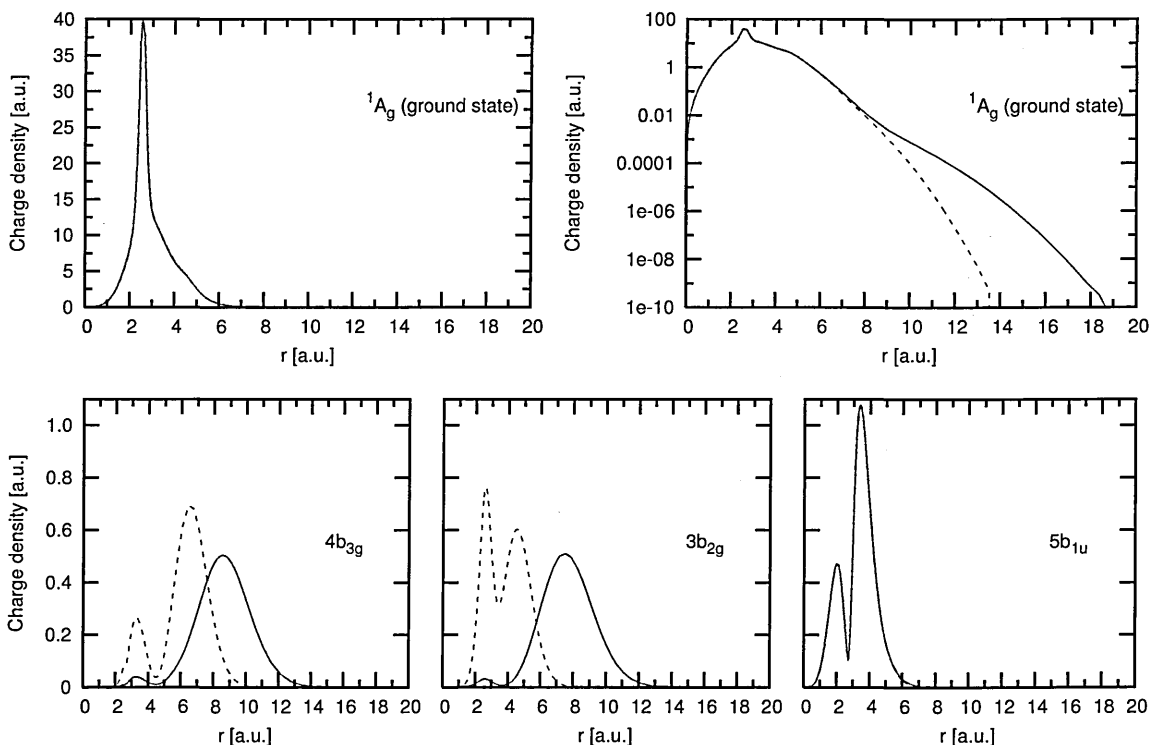 40
35
30
25
20
15
10
5
0
Charge density [a.u.]
¹Ag (ground state)
0 2 4 6 8 10 12 14 16 18 20
r [a.u.]
100
1
0.01
0.0001
1e-06
1e-08
1e-10
Charge density [a.u.]
¹Ag (ground state)
0 2 4 6 8 10 12 14 16 18 20
r [a.u.]
1.0
0.8
0.6
0.4
0.2
0
Charge density [a.u.]
4b3g
0 2 4 6 8 10 12 14 16 18 20
r [a.u.]
3b2g
0 2 4 6 8 10 12 14 16 18 20
r [a.u.]
5b1u
0 2 4 6 8 10 12 14 16 18 20
r [a.u.]